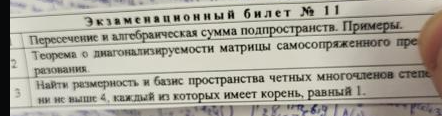 Экзаменационный билет № 11
1 Пересечение и алгебраическая сумма подпространств. Примеры.
2 Теорема о диагонализируемости матрицы самосопряженного пре
разования.
3 Найти размерность и базис пространства четных многочленов степе
ни не выше 4, каждый из которых имеет корень, равный 1.